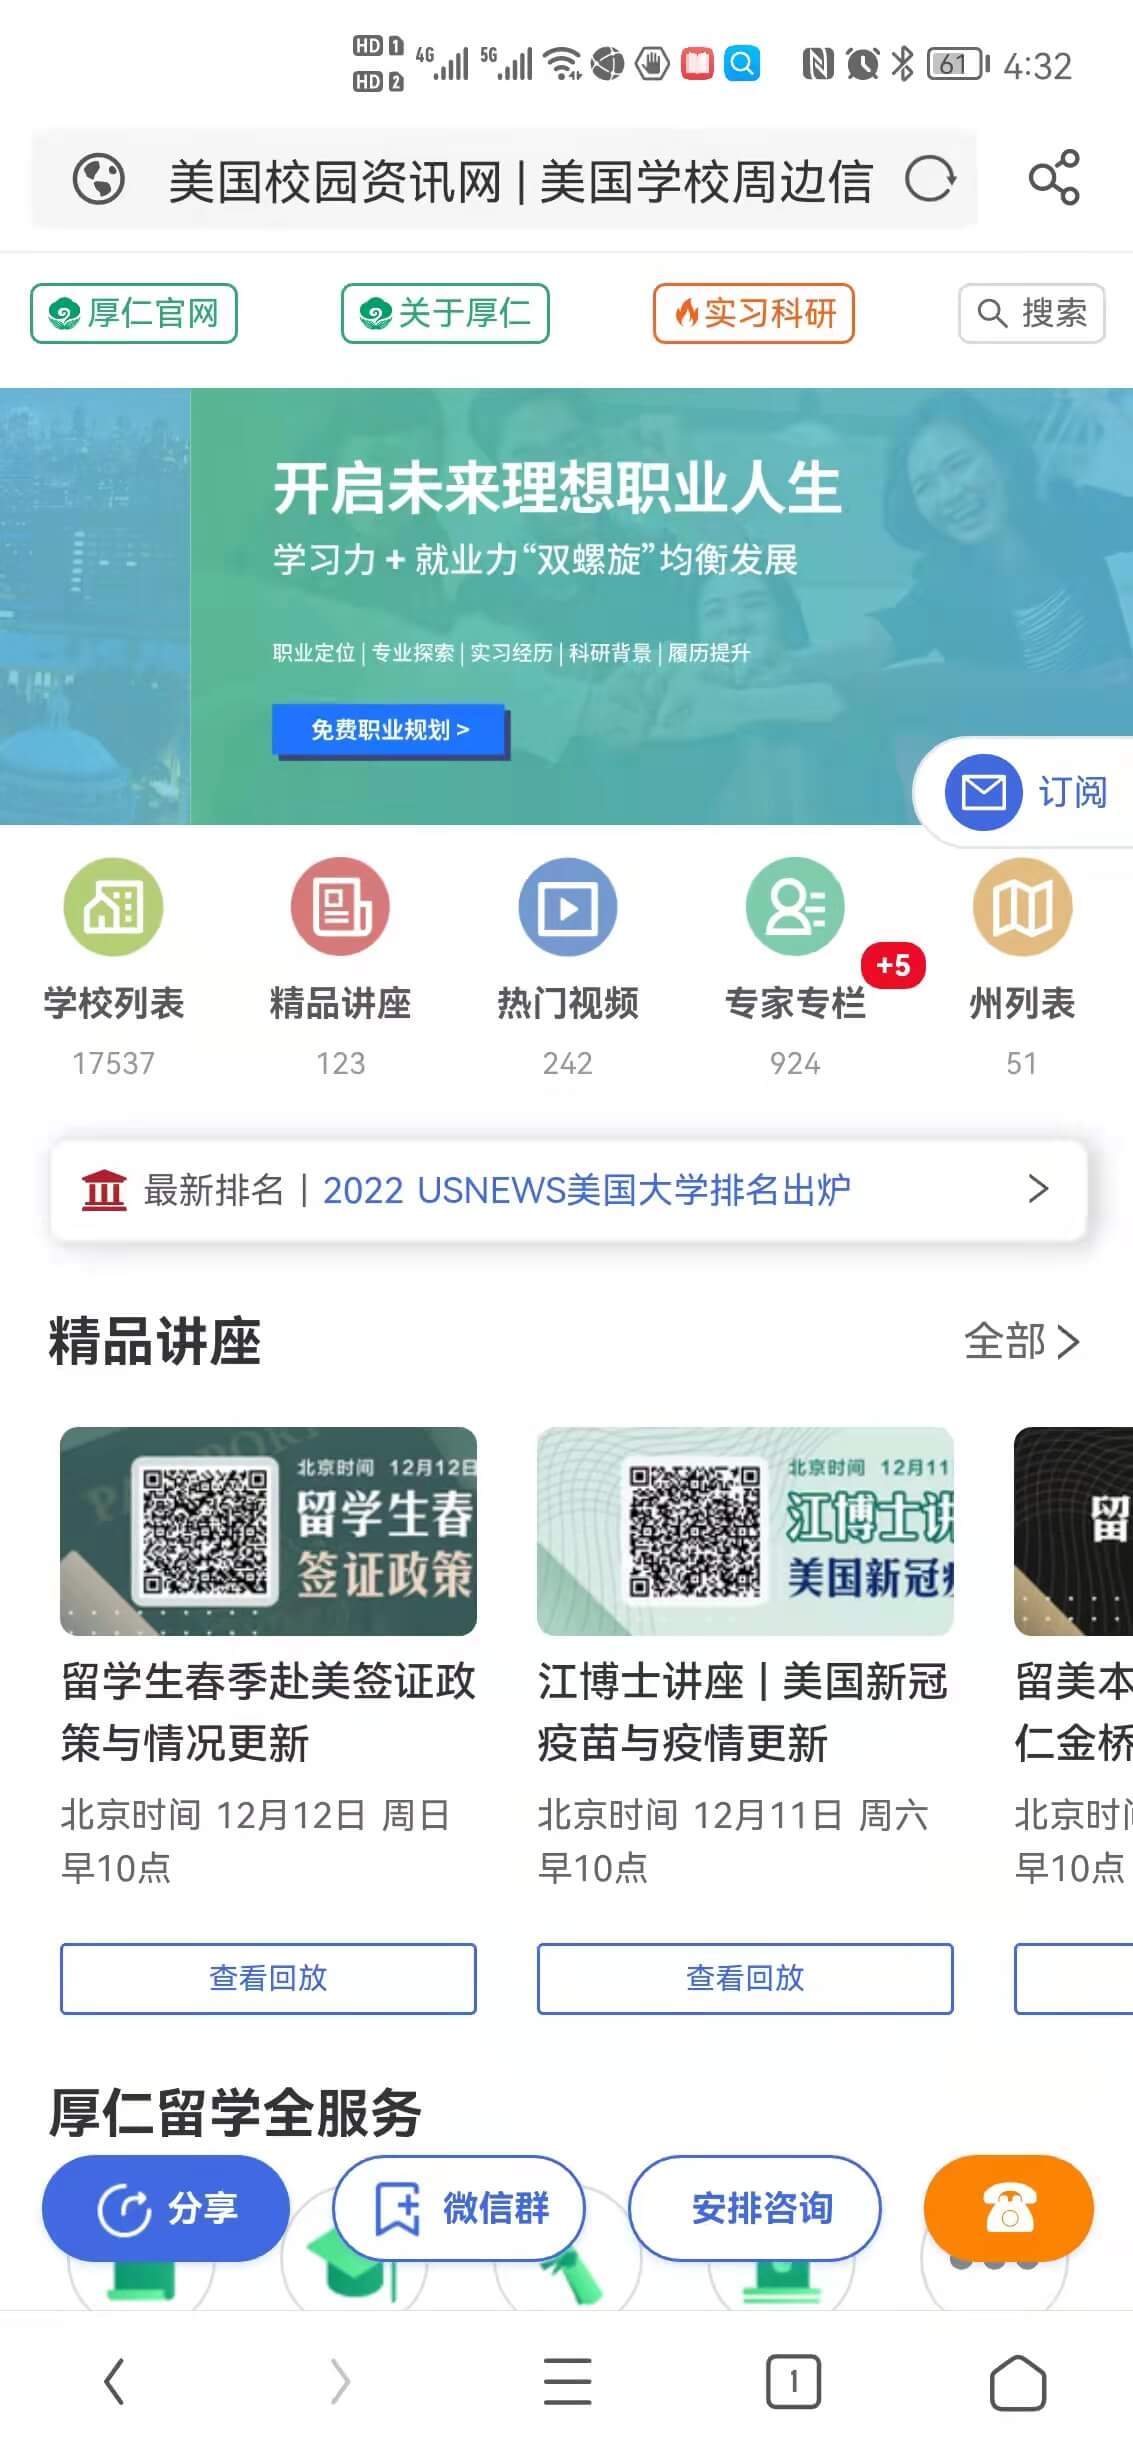 HD 1 4G 5G 61 4:32
HD 2
美国校园资讯网 | 美国学校周边信
厚仁官网 关于厚仁 实习科研 搜索
开启未来理想职业人生
学习力 + 就业力“双螺旋”均衡发展
职业定位 | 专业探索 | 实习经历 | 科研背景 | 履历提升
免费职业规划 >
订阅
学校列表 精品讲座 热门视频 专家专栏 +5 州列表
17537 123 242 924 51
最新排名 | 2022 USNEWS美国大学排名出炉
精品讲座 全部
北京时间 12月12日
留学生春
签证政策
北京时间 12月11
江博士讲
美国新冠
留
留学生春季赴美签证政
策与情况更新
北京时间 12月12日 周日
早10点
查看回放
江博士讲座 | 美国新冠
疫苗与疫情更新
北京时间 12月11日 周六
早10点
查看回放
留美本
仁金桥
北京时间
早10点
厚仁留学全服务
分享 微信群 安排咨询
1